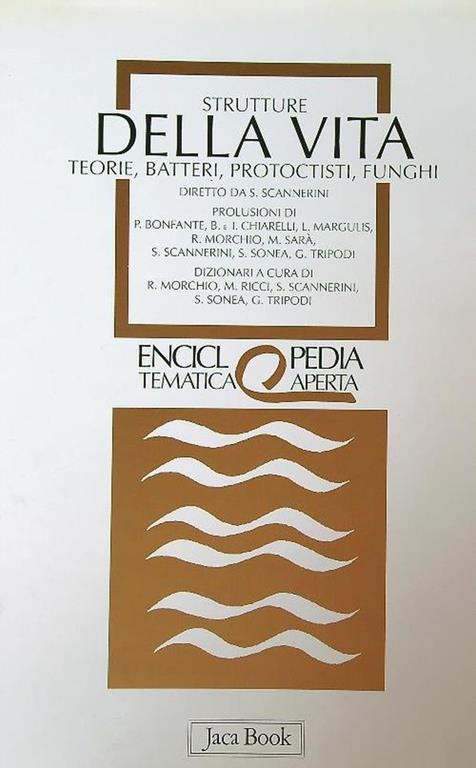 STRUTTURE
DELLA VITA
TEORIE, BATTERI, PROTOCTISTI, FUNGHI
DIRETTO DA S. SCANNERINI
PROLUSIONI DI
P. BONFANTE, B. e I. CHIARELLI, L. MARGULIS,
R. MORCHIO, M. SARÀ,
S. SCANNERINI, S. SONEA, G. TRIPODI
DIZIONARI A CURA DI
R. MORCHIO, M. RICCI, S. SCANNERINI,
S. SONEA, G. TRIPODI
ENCICLOPEDIA
TEMATICA APERTA
Jaca Book